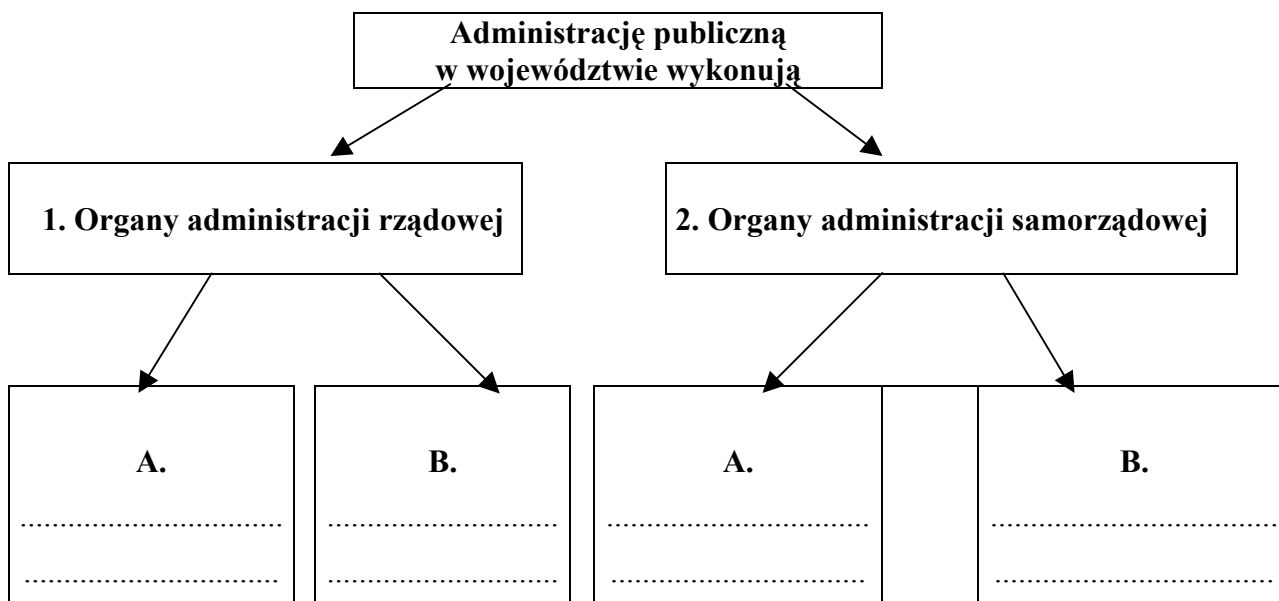 Administrację publiczną
w województwie wykonują
1. Organy administracji rządowej
2. Organy administracji samorządowej
A.
..................................
..................................
B.
..............................
..............................
A.
..................................
..................................
B.
.....................................
.....................................